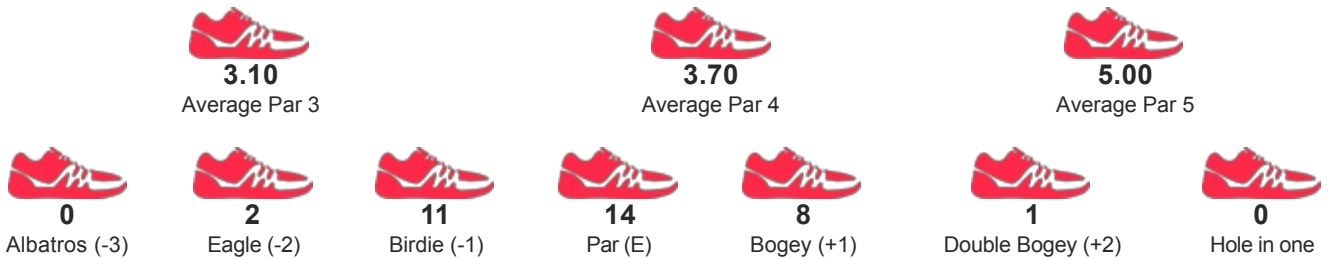 3.10 3.70 5.00
Average Par 3 Average Par 4 Average Par 5
0 2 11 14 8 1 0
Albatros (-3) Eagle (-2) Birdie (-1) Par (E) Bogey (+1) Double Bogey (+2) Hole in one